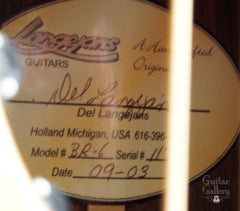 Langejans
GUITARS
A Handcrafted
Original
Del Langejans
Del Langejans
Holland Michigan, USA 616-396-
Model # BR-6 Serial # 11
Date 09-03
Guitar
Gallery